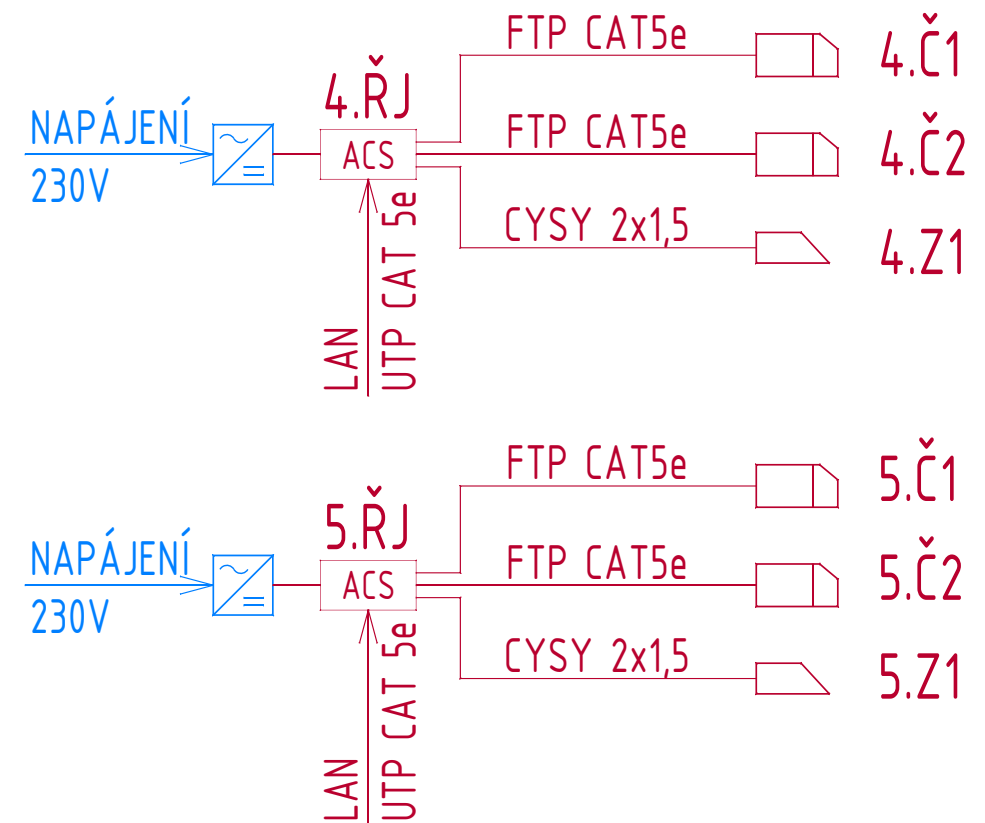 FTP CAT5e
4.Č1
4.ŘJ
NAPÁJENÍ
230V
ACS
FTP CAT5e
4.Č2
CYSY 2x1,5
4.Z1
LAN
UTP CAT 5e
FTP CAT5e
5.Č1
5.ŘJ
NAPÁJENÍ
230V
ACS
FTP CAT5e
5.Č2
CYSY 2x1,5
5.Z1
LAN
UTP CAT 5e